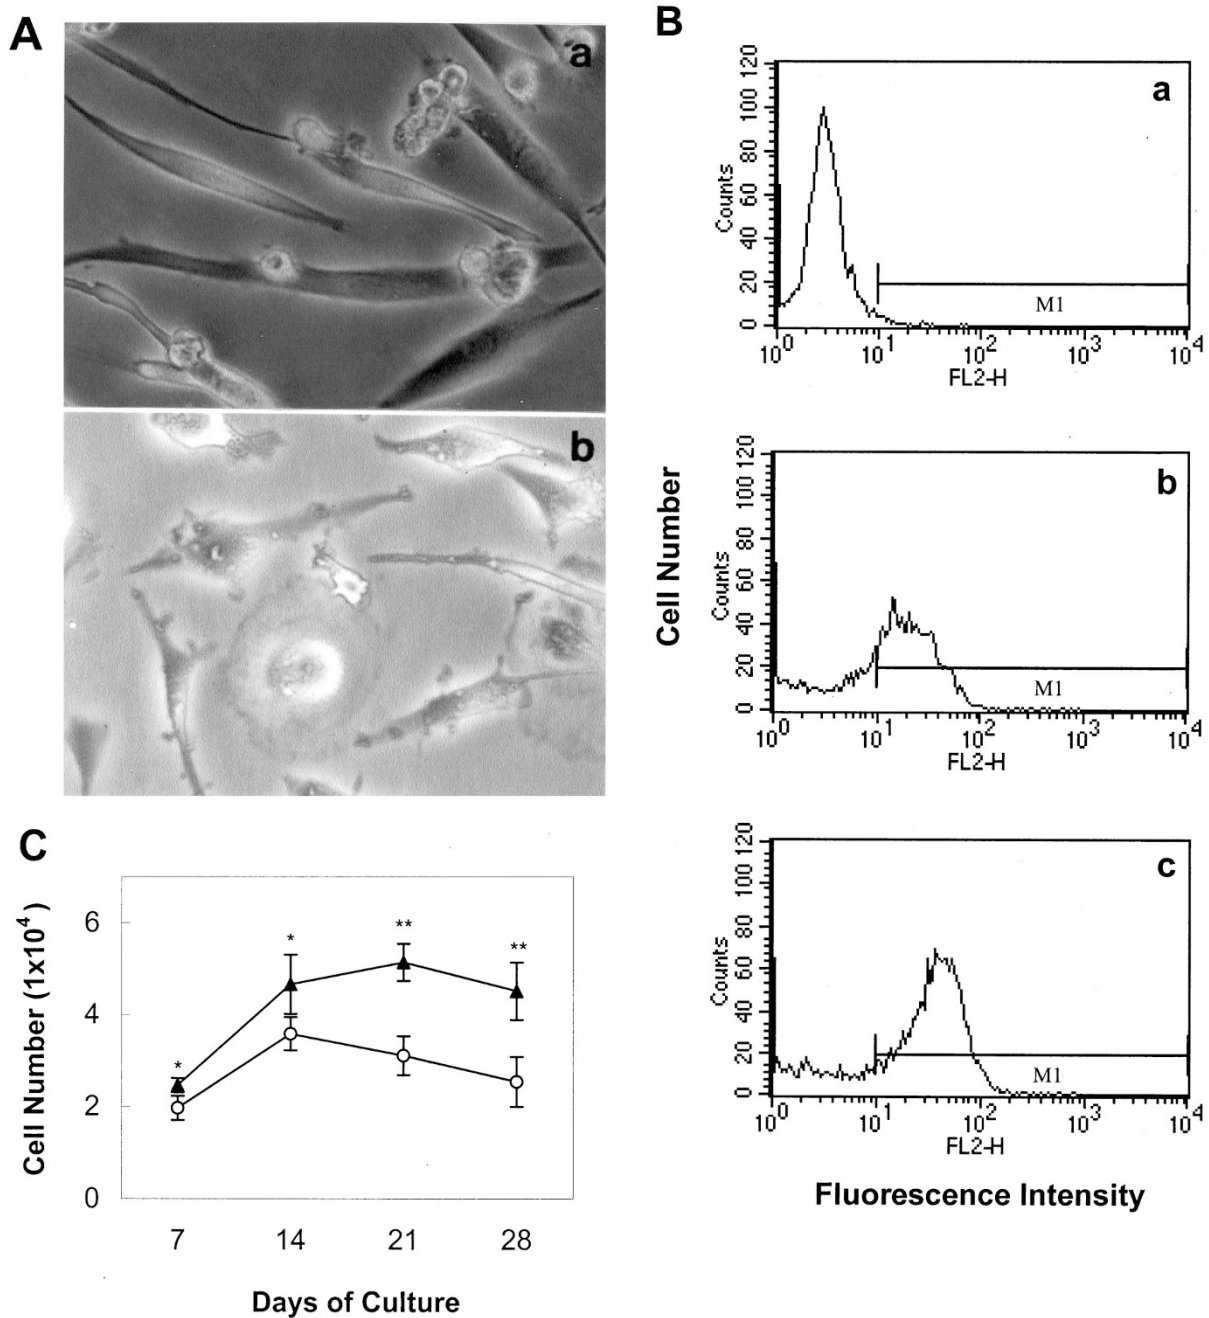 A
a
b
B
Cell Number
a
Counts
120
100
80
60
40
20
0
M1
10^0 10^1 10^2 10^3 10^4
FL2-H
b
Counts
120
100
80
60
40
20
0
M1
10^0 10^1 10^2 10^3 10^4
FL2-H
c
Counts
120
100
80
60
40
20
0
M1
10^0 10^1 10^2 10^3 10^4
FL2-H
Fluorescence Intensity
C
Cell Number (1x10^4)
6
4
2
0
* * ** **
7 14 21 28
Days of Culture